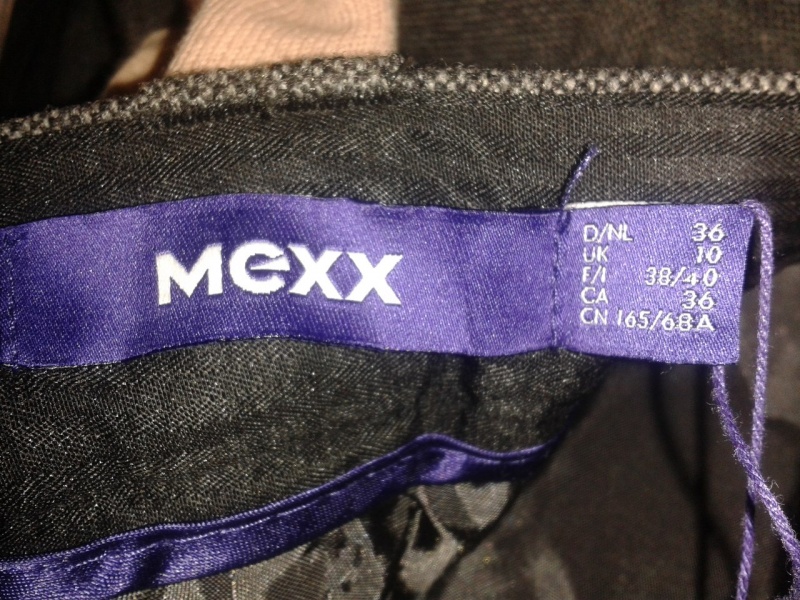 Mexx
D/NL 36
UK 10
F/I 38/40
CA 36
CN 165/68A